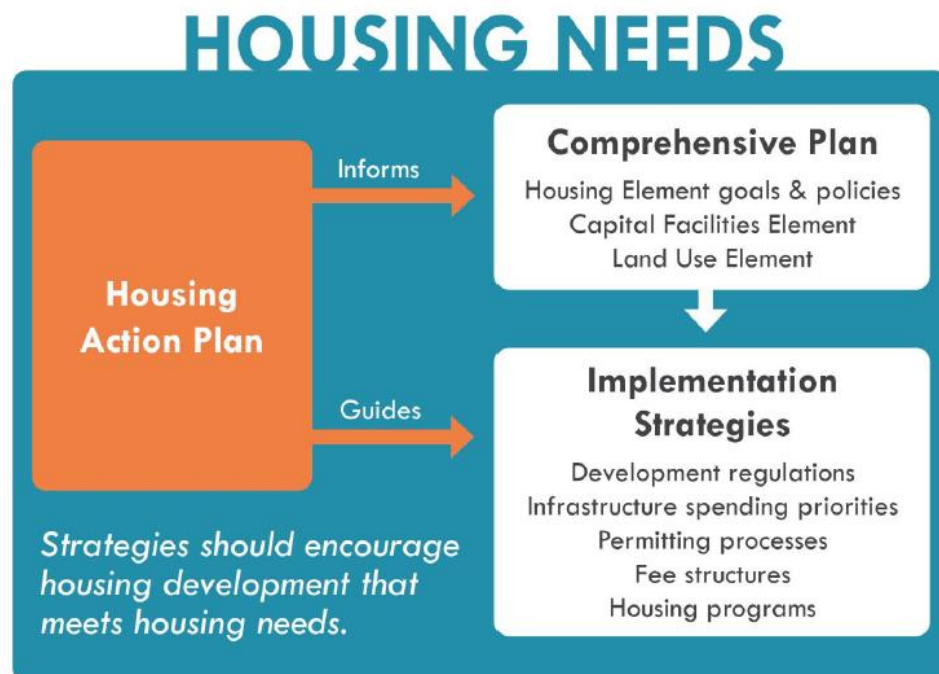 HOUSING NEEDS
Housing
Action Plan
Informs
Comprehensive Plan
Housing Element goals & policies
Capital Facilities Element
Land Use Element
Guides
Implementation
Strategies
Development regulations
Infrastructure spending priorities
Permitting processes
Fee structures
Housing programs
Strategies should encourage
housing development that
meets housing needs.